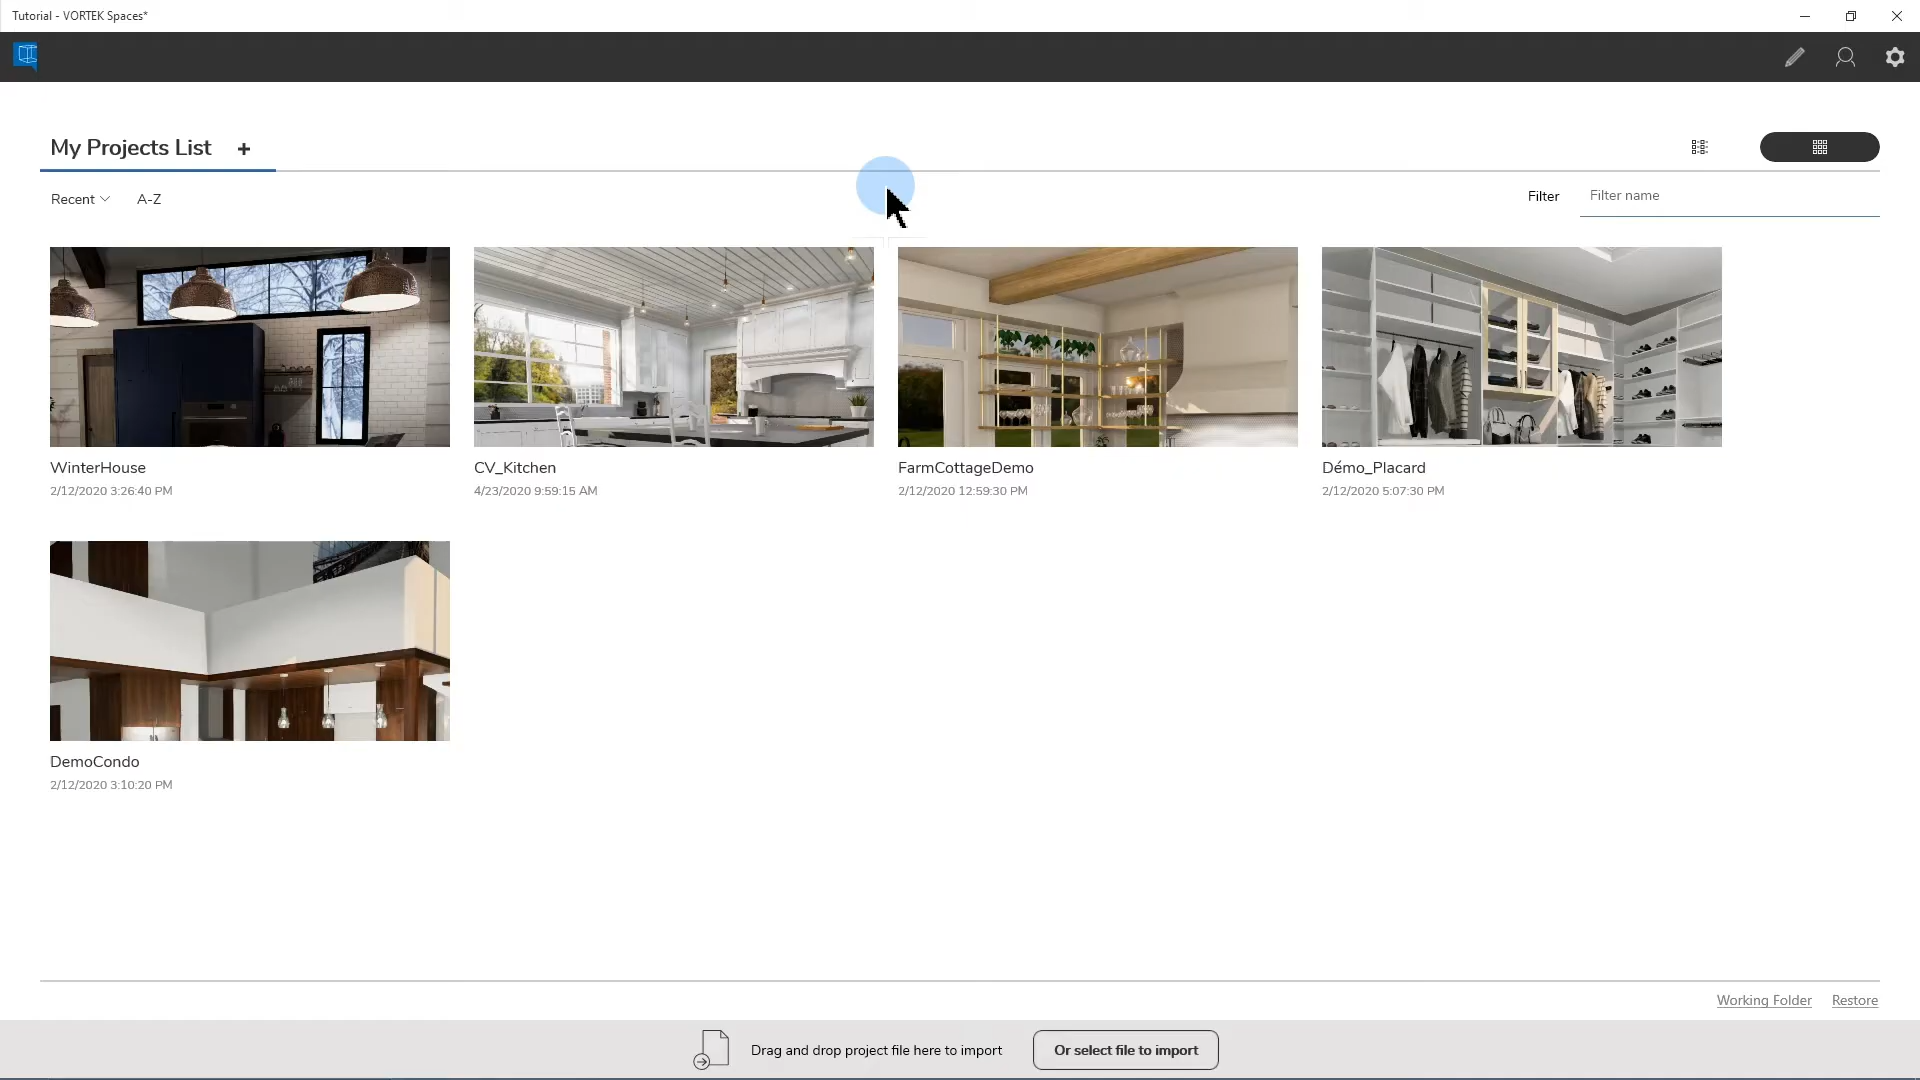 Tutorial - VORTEK Spaces*
My Projects List +
Recent A-Z
Filter Filter name
WinterHouse
2/12/2020 3:26:40 PM
CV_Kitchen
4/23/2020 9:59:15 AM
FarmCottageDemo
2/12/2020 12:59:30 PM
Démo_Placard
2/12/2020 5:07:30 PM
DemoCondo
2/12/2020 3:10:20 PM
Working Folder Restore
Drag and drop project file here to import
Or select file to import